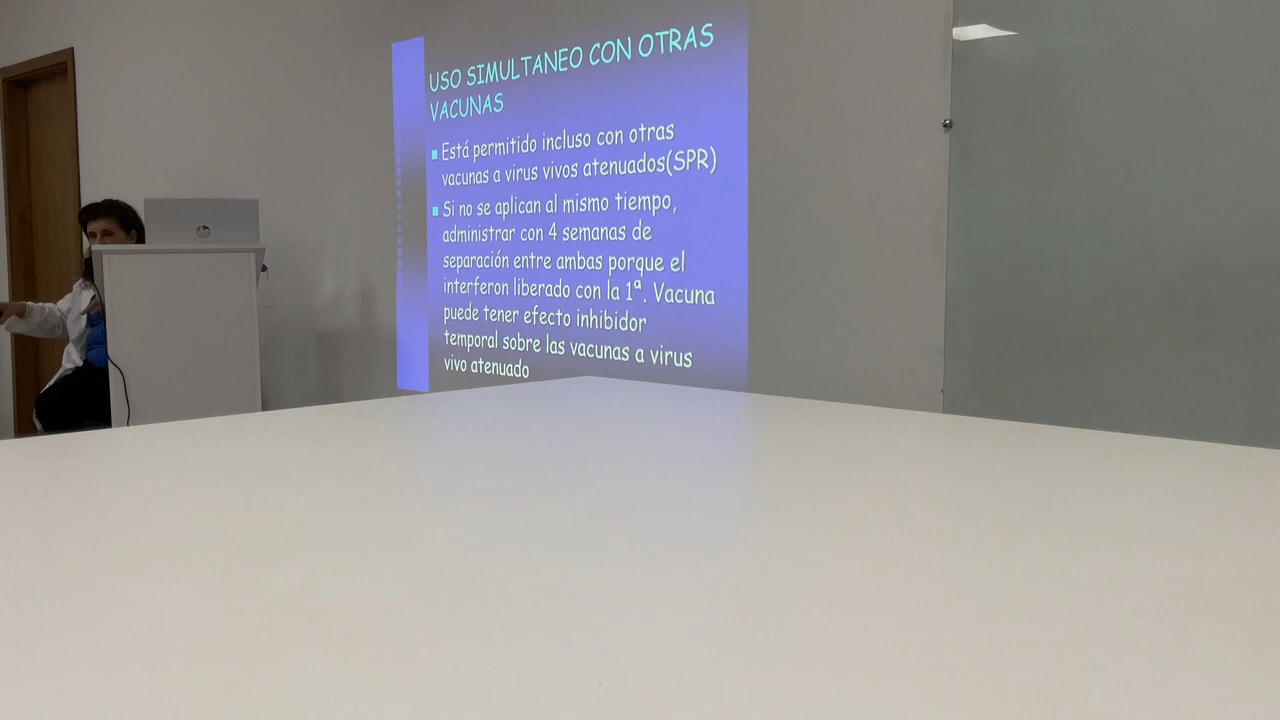 USO SIMULTANEO CON OTRAS
VACUNAS
Está permitido incluso con otras
vacunas a virus vivos atenuados(SPR)
Si no se aplican al mismo tiempo,
administrar con 4 semanas de
separación entre ambas porque el
interferon liberado con la 1ª. Vacuna
puede tener efecto inhibidor
temporal sobre las vacunas a virus
vivo atenuado